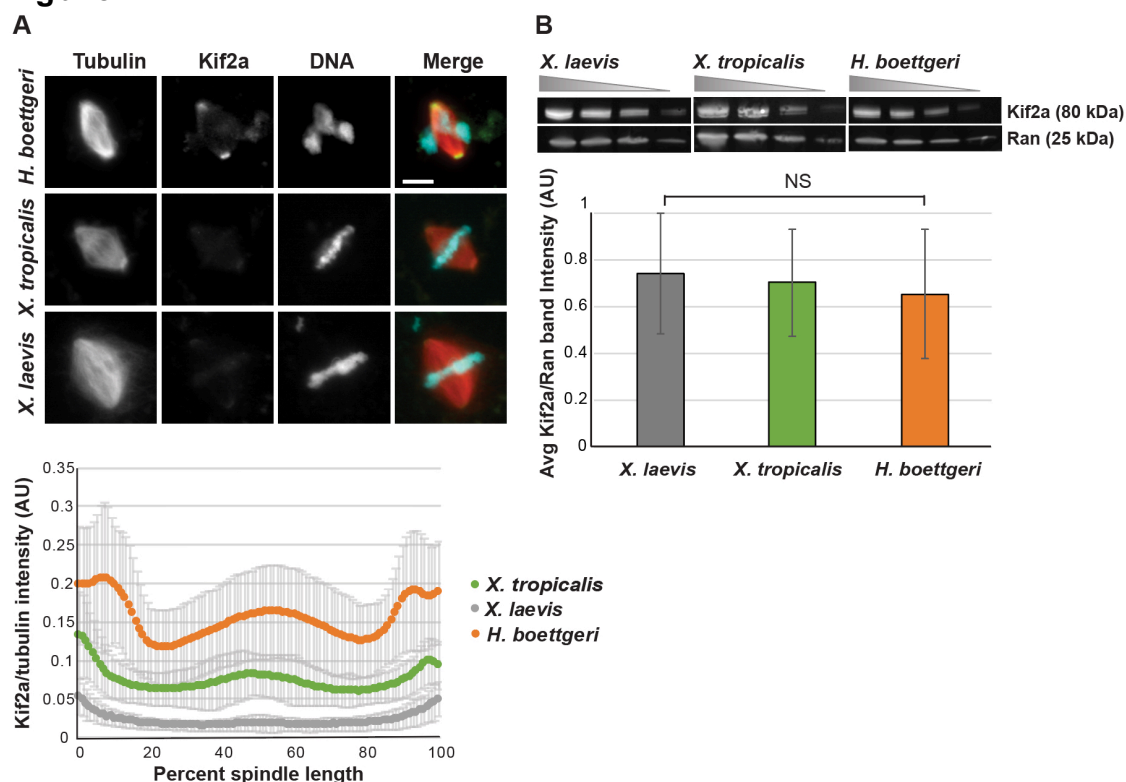 A
Tubulin Kif2a DNA Merge
H. boettgeri
X. tropicalis
X. laevis
0.35
0.3
0.25
0.2
0.15
0.1
0.05
0
Kif2a/tubulin intensity (AU)
0 20 40 60 80 100
Percent spindle length
X. tropicalis
X. laevis
H. boettgeri
B
X. laevis X. tropicalis H. boettgeri
Kif2a (80 kDa)
Ran (25 kDa)
NS
1
0.8
0.6
0.4
0.2
0
Avg Kif2a/Ran band Intensity (AU)
X. laevis X. tropicalis H. boettgeri